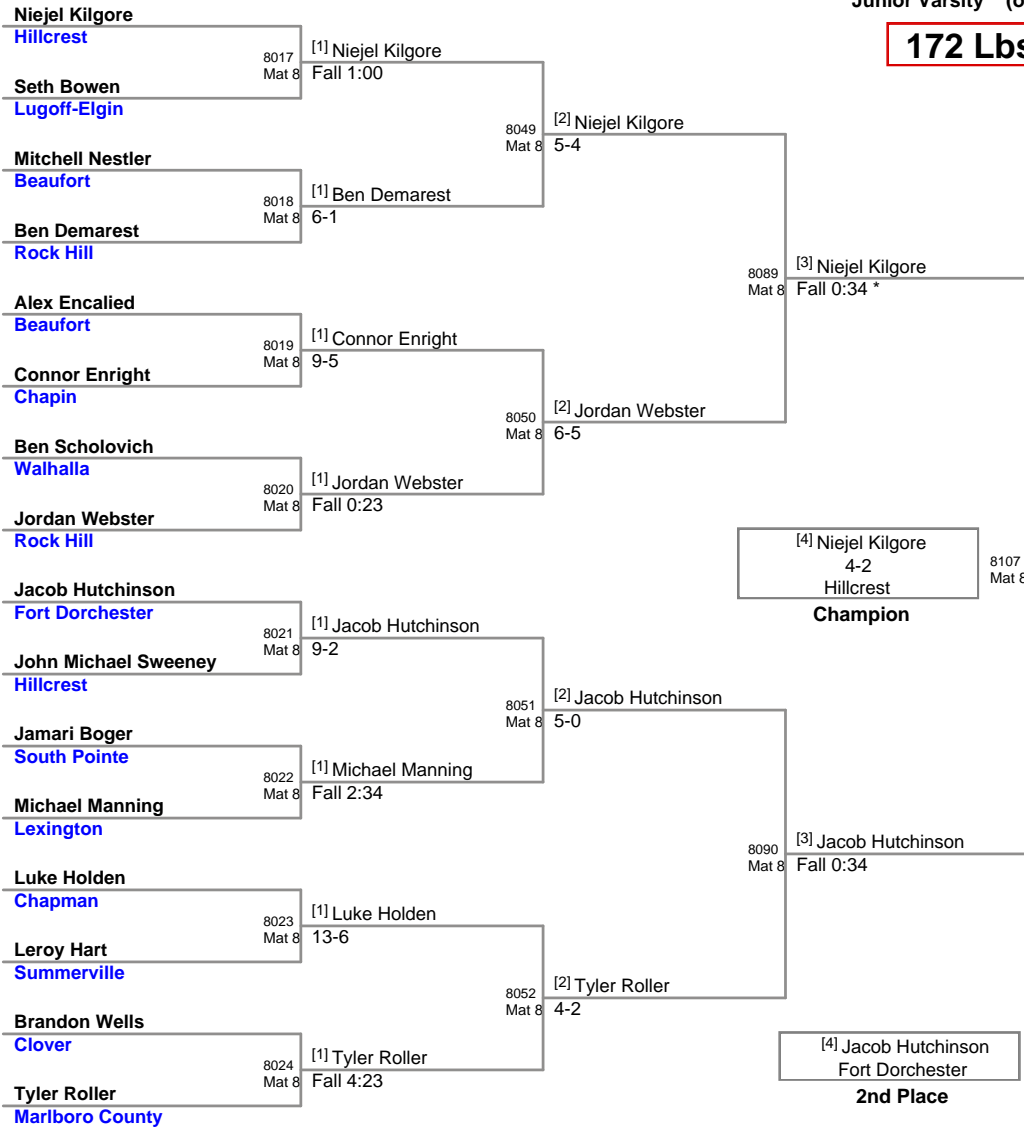 Junior Varsity (o
172 Lbs
Niejel Kilgore
Hillcrest
8017
Mat 8
[1] Niejel Kilgore
Fall 1:00
Seth Bowen
Lugoff-Elgin
8049
Mat 8
[2] Niejel Kilgore
5-4
Mitchell Nestler
Beaufort
8018
Mat 8
[1] Ben Demarest
6-1
Ben Demarest
Rock Hill
8089
Mat 8
[3] Niejel Kilgore
Fall 0:34 *
Alex Encalied
Beaufort
8019
Mat 8
[1] Connor Enright
9-5
Connor Enright
Chapin
8050
Mat 8
[2] Jordan Webster
6-5
Ben Scholovich
Walhalla
8020
Mat 8
[1] Jordan Webster
Fall 0:23
Jordan Webster
Rock Hill
[4] Niejel Kilgore
4-2
Hillcrest
Champion
8107
Mat 8
Jacob Hutchinson
Fort Dorchester
8021
Mat 8
[1] Jacob Hutchinson
9-2
John Michael Sweeney
Hillcrest
8051
Mat 8
[2] Jacob Hutchinson
5-0
Jamari Boger
South Pointe
8022
Mat 8
[1] Michael Manning
Fall 2:34
Michael Manning
Lexington
8090
Mat 8
[3] Jacob Hutchinson
Fall 0:34
Luke Holden
Chapman
8023
Mat 8
[1] Luke Holden
13-6
Leroy Hart
Summerville
8052
Mat 8
[2] Tyler Roller
4-2
Brandon Wells
Clover
8024
Mat 8
[1] Tyler Roller
Fall 4:23
Tyler Roller
Marlboro County
[4] Jacob Hutchinson
Fort Dorchester
2nd Place